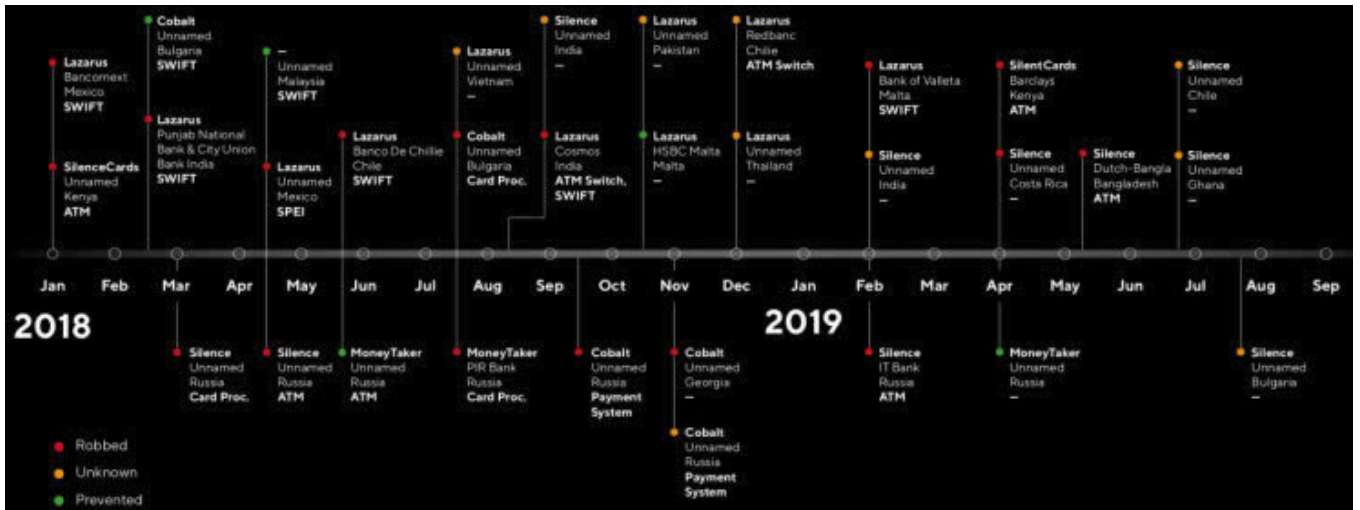 Cobalt
Unnamed
Bulgaria
SWIFT
Lazarus
Bancomext
Mexico
SWIFT
Lazarus
Punjab National
Bank & City Union
Bank India
SWIFT
SilenceCards
Unnamed
Kenya
ATM
–
Unnamed
Malaysia
SWIFT
Lazarus
Unnamed
Mexico
SPEI
Lazarus
Banco De Chillie
Chile
SWIFT
Lazarus
Unnamed
Vietnam
–
Cobalt
Unnamed
Bulgaria
Card Proc.
Silence
Unnamed
India
–
Lazarus
Cosmos
India
ATM Switch,
SWIFT
Lazarus
Unnamed
Pakistan
–
Lazarus
HSBC Malta
Malta
–
Lazarus
Redbanc
Chilie
ATM Switch
Lazarus
Unnamed
Thailand
–
Lazarus
Bank of Valleta
Malta
SWIFT
Silence
Unnamed
India
–
SilentCards
Barclays
Kenya
ATM
Silence
Unnamed
Costa Rica
–
Silence
Dutch-Bangla
Bangladesh
ATM
Silence
Unnamed
Chile
–
Silence
Unnamed
Ghana
–
Jan Feb Mar Apr May Jun Jul Aug Sep Oct Nov Dec Jan Feb Mar Apr May Jun Jul Aug Sep
2018 2019
Silence
Unnamed
Russia
Card Proc.
Silence
Unnamed
Russia
ATM
MoneyTaker
Unnamed
Russia
ATM
MoneyTaker
PIR Bank
Russia
Card Proc.
Cobalt
Unnamed
Russia
Payment
System
Cobalt
Unnamed
Georgia
–
Cobalt
Unnamed
Russia
Payment
System
Silence
IT Bank
Russia
ATM
MoneyTaker
Unnamed
Russia
–
Silence
Unnamed
Bulgaria
–
Robbed
Unknown
Prevented